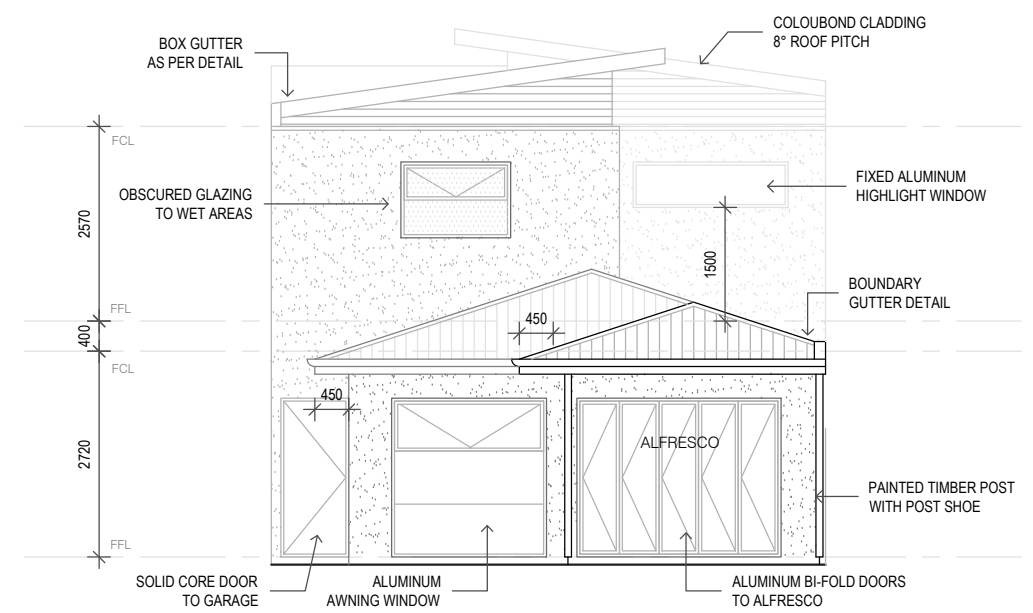 COLOUBOND CLADDING
8° ROOF PITCH
BOX GUTTER
AS PER DETAIL
FCL
OBSCURED GLAZING
TO WET AREAS
FIXED ALUMINUM
HIGHLIGHT WINDOW
2570
1500
BOUNDARY
GUTTER DETAIL
FFL
450
400
FCL
450
ALFRESCO
2720
PAINTED TIMBER POST
WITH POST SHOE
FFL
SOLID CORE DOOR
TO GARAGE
ALUMINUM
AWNING WINDOW
ALUMINUM BI-FOLD DOORS
TO ALFRESCO